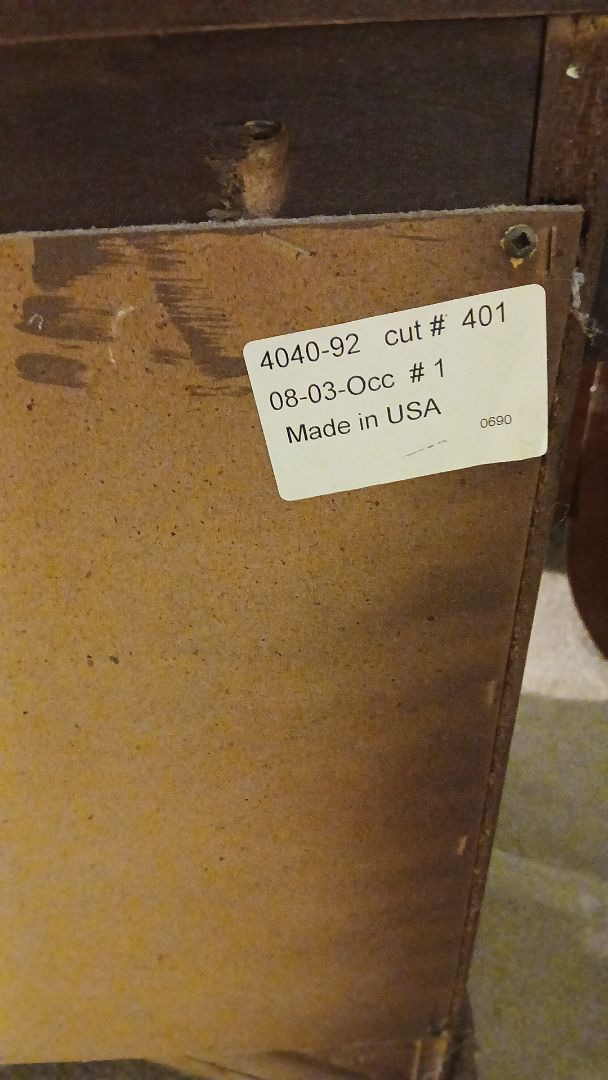 4040-92 cut # 401
08-03-Occ # 1
Made in USA 0690